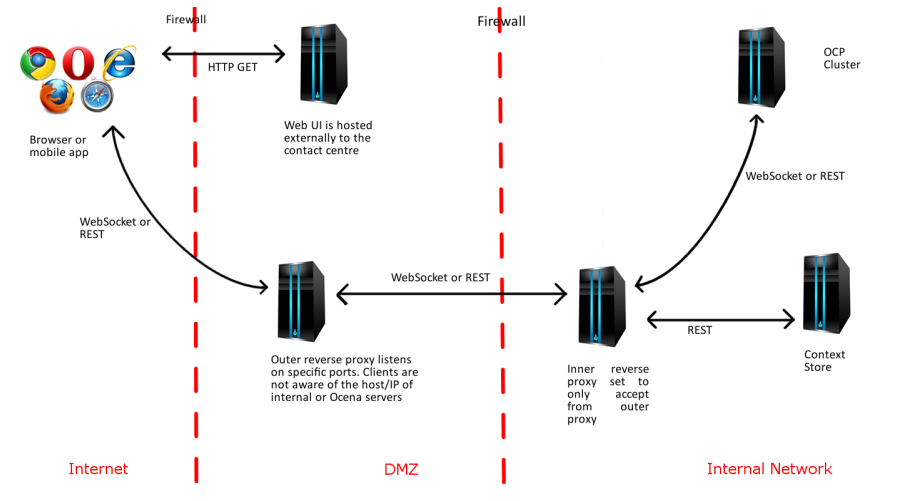 Firewall
Firewall
HTTP GET
OCP
Cluster
Browser or
mobile app
Web UI is hosted
externally to the
contact centre
WebSocket or REST
WebSocket or
REST
WebSocket or REST
REST
Outer reverse proxy listens
on specific ports. Clients are
not aware of the host/IP of
internal or Ocena servers
Inner reverse
proxy set to
only accept
from outer
proxy
Context
Store
Internet
DMZ
Internal Network